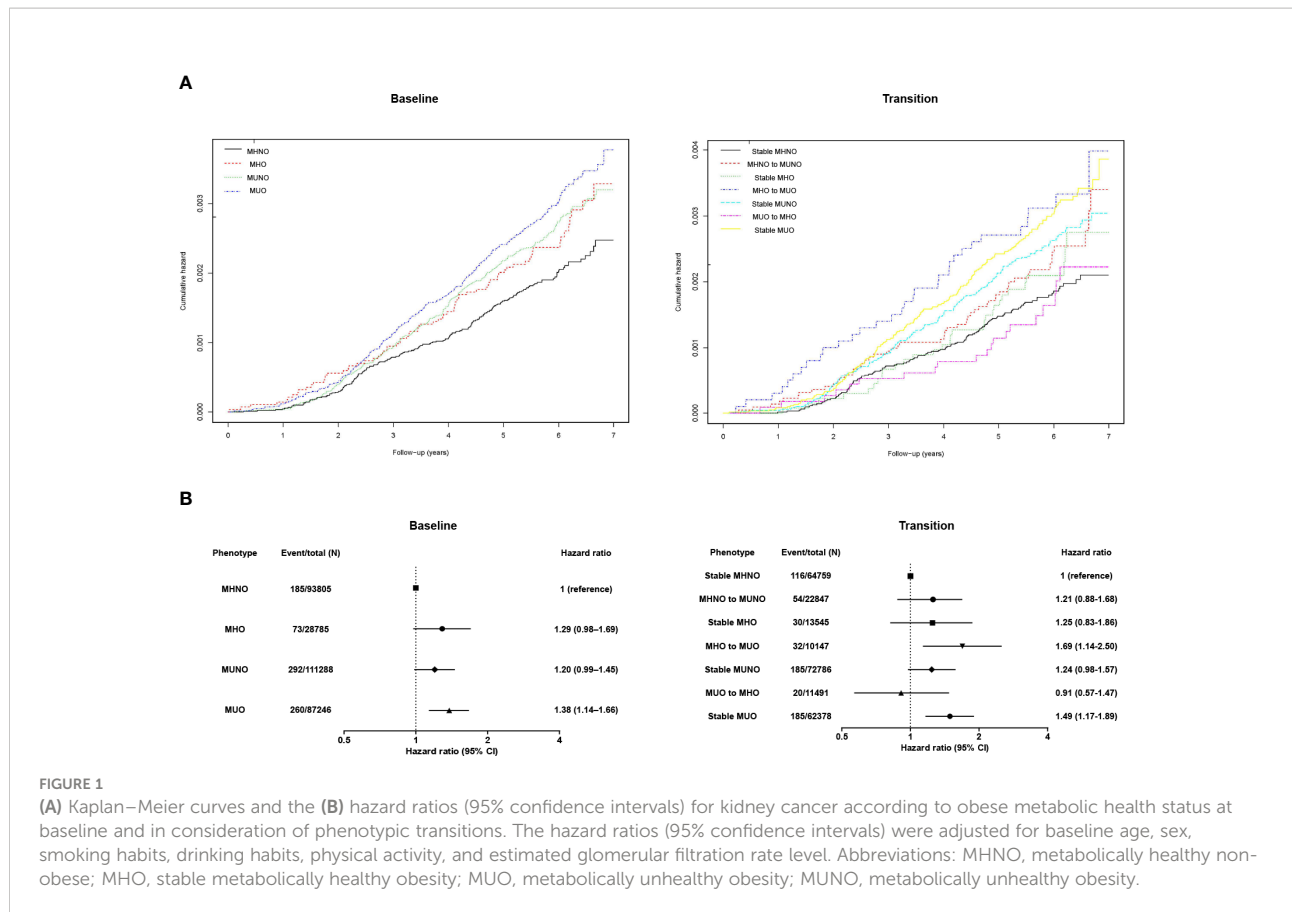 A
Baseline
MHNO
MHO
MUNO
MUO
Cumulative hazard
0.000
0.001
0.002
0.003
0 1 2 3 4 5 6 7
Follow−up (years)
Transition
Stable MHNO
MHNO to MUNO
Stable MHO
MHO to MUO
Stable MUNO
MUO to MHO
Stable MUO
Cumulative hazard
0.000
0.001
0.002
0.003
0.004
0 1 2 3 4 5 6 7
Follow−up (years)
B
Baseline
Phenotype Event/total (N) Hazard ratio
MHNO 185/93805 1 (reference)
MHO 73/28785 1.29 (0.98–1.69)
MUNO 292/111288 1.20 (0.99–1.45)
MUO 260/87246 1.38 (1.14–1.66)
0.5 1 2 4
Hazard ratio (95% CI)
Transition
Phenotype Event/total (N) Hazard ratio
Stable MHNO 116/64759 1 (reference)
MHNO to MUNO 54/22847 1.21 (0.88-1.68)
Stable MHO 30/13545 1.25 (0.83-1.86)
MHO to MUO 32/10147 1.69 (1.14-2.50)
Stable MUNO 185/72786 1.24 (0.98-1.57)
MUO to MHO 20/11491 0.91 (0.57-1.47)
Stable MUO 185/62378 1.49 (1.17-1.89)
0.5 1 2 4
Hazard ratio (95% CI)
FIGURE 1
(A) Kaplan–Meier curves and the (B) hazard ratios (95% confidence intervals) for kidney cancer according to obese metabolic health status at
baseline and in consideration of phenotypic transitions. The hazard ratios (95% confidence intervals) were adjusted for baseline age, sex,
smoking habits, drinking habits, physical activity, and estimated glomerular filtration rate level. Abbreviations: MHNO, metabolically healthy non-
obese; MHO, stable metabolically healthy obesity; MUO, metabolically unhealthy obesity; MUNO, metabolically unhealthy obesity.